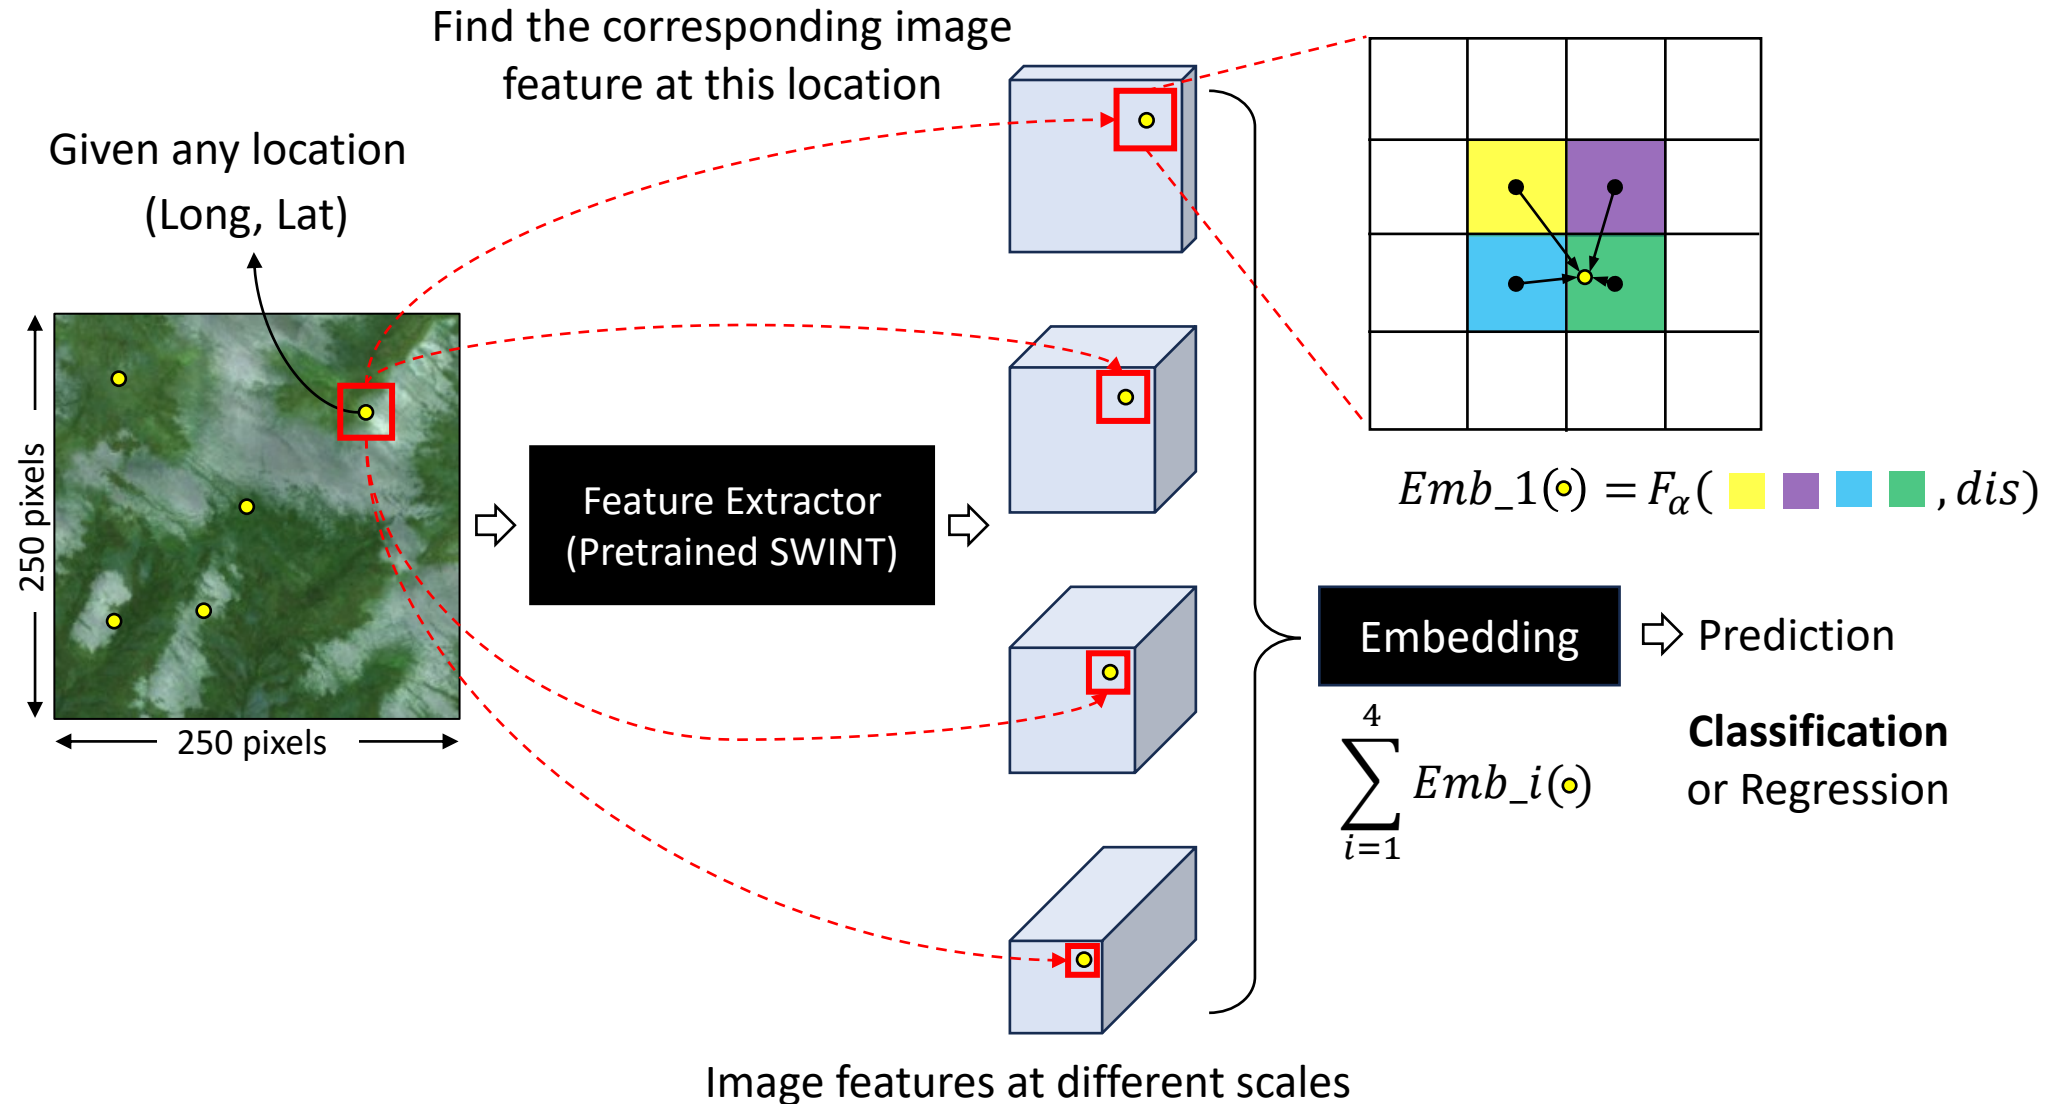 Find the corresponding image
feature at this location
Given any location
(Long, Lat)
250 pixels
250 pixels
Feature Extractor
(Pretrained SWINT)
Emb_1() = F_α( , dis)
Embedding
Prediction
4
∑ Emb_i()
i=1
Classification
or Regression
Image features at different scales